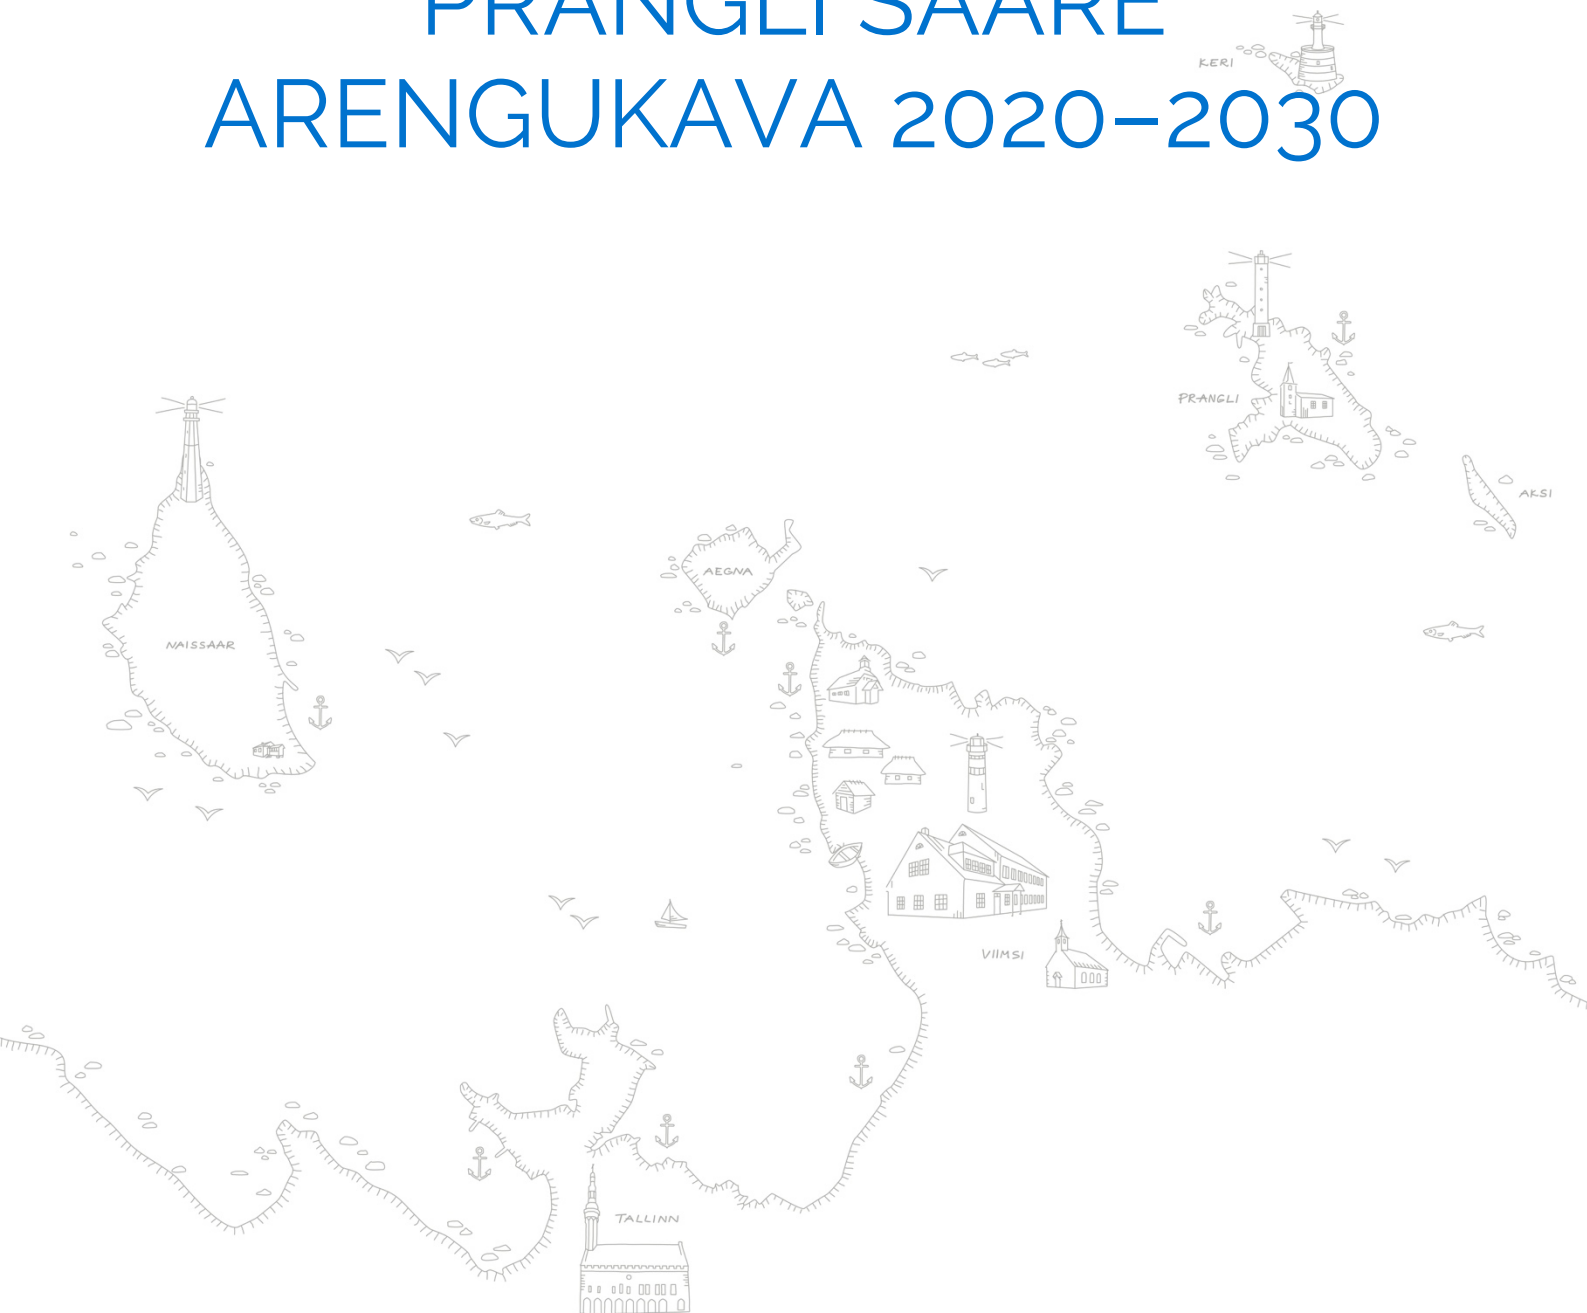 PRANGLI SAARE
KERI
ARENGUKAVA 2020–2030
PRANGLI
AKSI
AEGNA
NAISSAAR
VIIMSI
TALLINN